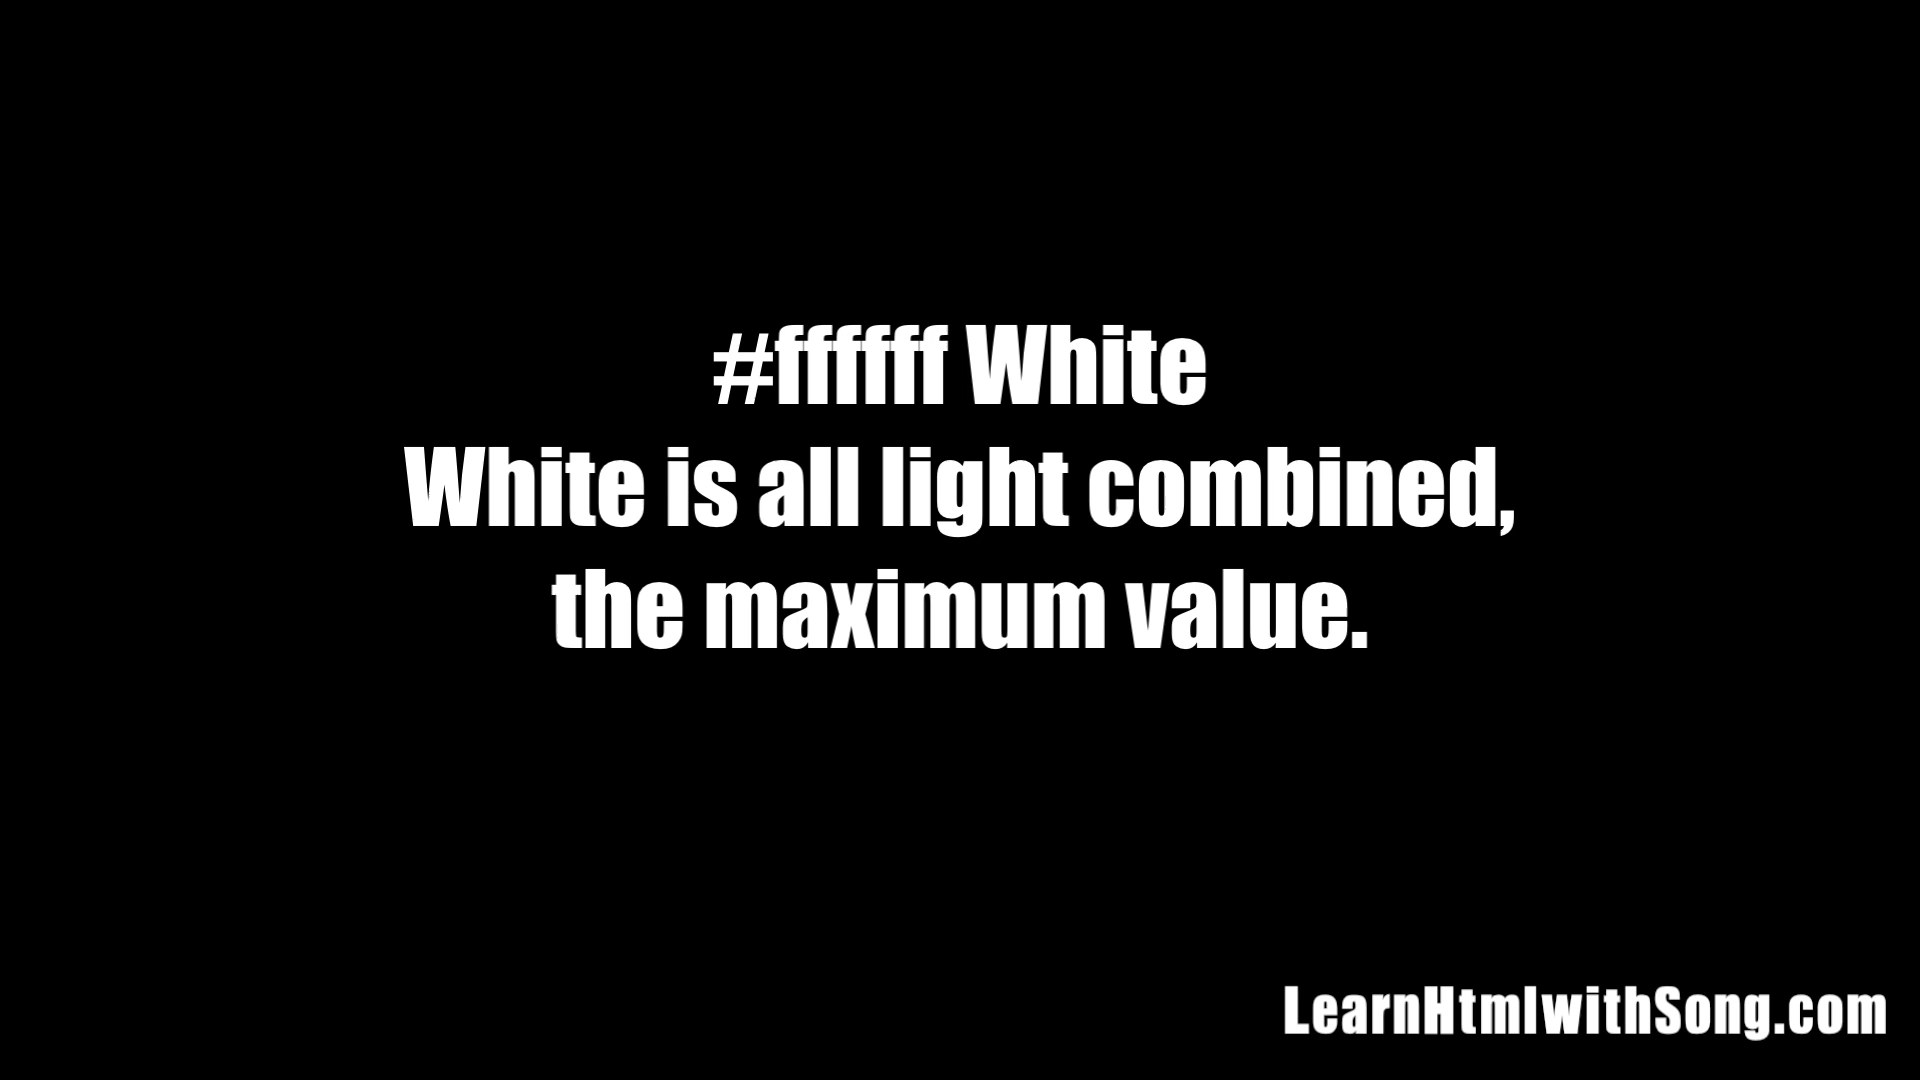 #ffffff White
White is all light combined,
the maximum value.
LearnHtmlwithSong.com